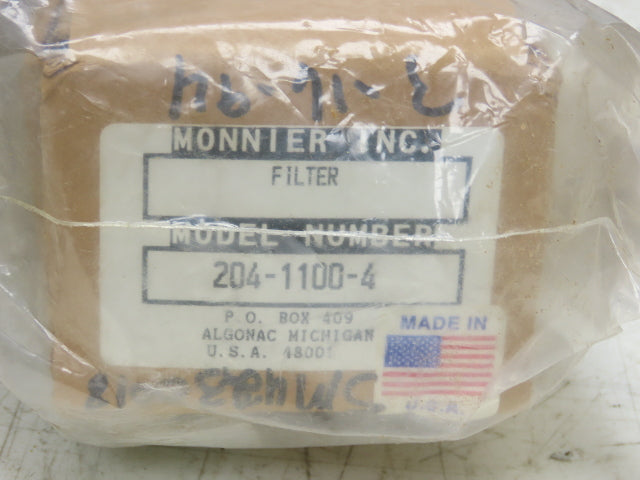 MONNIER INC.
FILTER
MODEL NUMBER
204-1100-4
P.O. BOX 409
ALGONAC MICHIGAN
U.S.A. 48001
MADE IN
U.S.A.